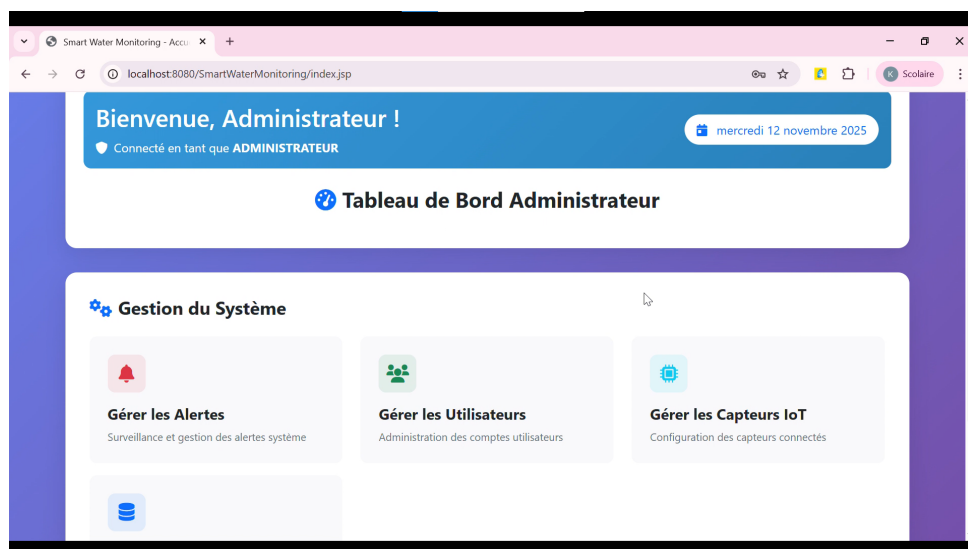 Smart Water Monitoring - Accu
localhost:8080/SmartWaterMonitoring/index.jsp
K Scolaire
Bienvenue, Administrateur !
Connecté en tant que ADMINISTRATEUR
mercredi 12 novembre 2025
Tableau de Bord Administrateur
Gestion du Système
Gérer les Alertes
Surveillance et gestion des alertes système
Gérer les Utilisateurs
Administration des comptes utilisateurs
Gérer les Capteurs IoT
Configuration des capteurs connectés